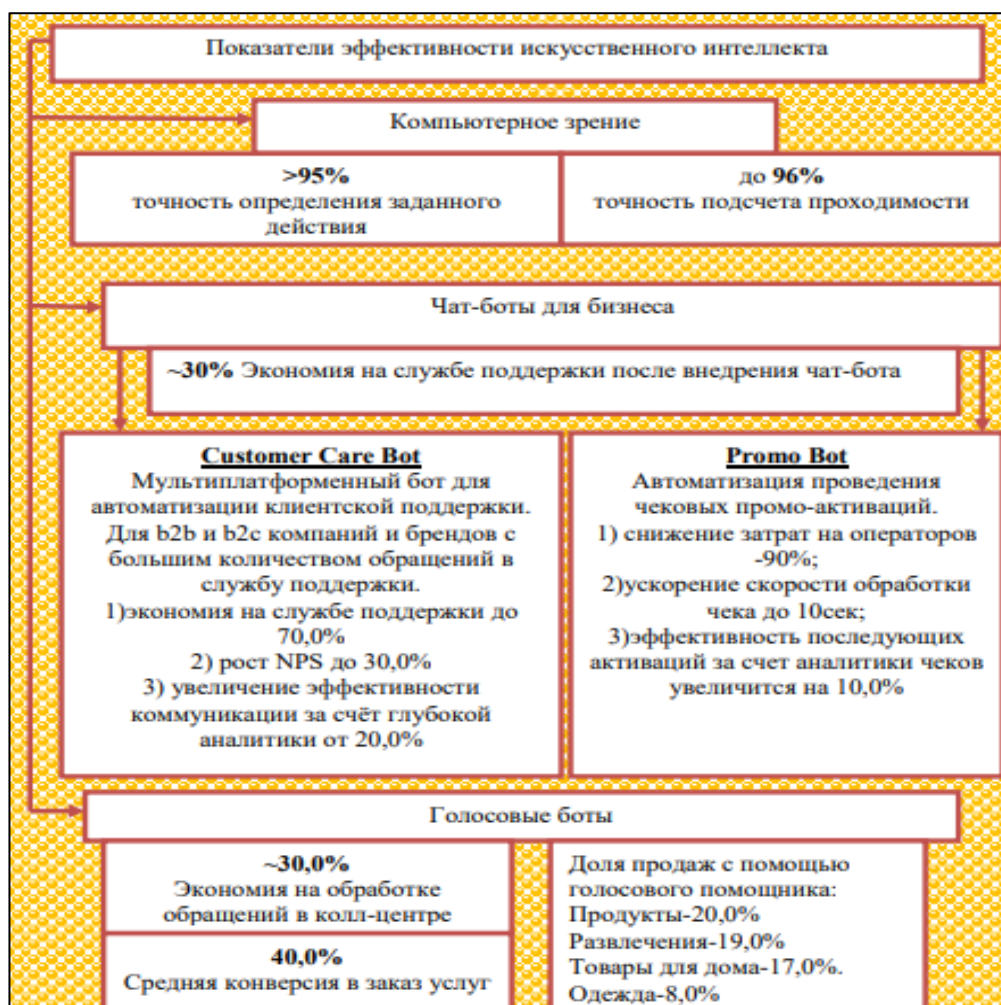 Показатели эффективности искусственного интеллекта
Компьютерное зрение
>95%
точность определения заданного
действия
до 96%
точность подсчета проходимости
Чат-боты для бизнеса
~30% Экономия на службе поддержки после внедрения чат-бота
Customer Care Bot
Мультиплатформенный бот для
автоматизации клиентской поддержки.
Для b2b и b2c компаний и брендов с
большим количеством обращений в
службу поддержки.
1)экономия на службе поддержки до
70,0%
2) рост NPS до 30,0%
3) увеличение эффективности
коммуникации за счёт глубокой
аналитики от 20,0%
Promo Bot
Автоматизация проведения
чековых промо-активаций.
1) снижение затрат на операторов
-90%;
2)ускорение скорости обработки
чека до 10сек;
3)эффективность последующих
активаций за счет аналитики чеков
увеличится на 10,0%
Голосовые боты
~30,0%
Экономия на обработке
обращений в колл-центре
40,0%
Средняя конверсия в заказ услуг
Доля продаж с помощью
голосового помощника:
Продукты-20,0%
Развлечения-19,0%
Товары для дома-17,0%.
Одежда-8,0%